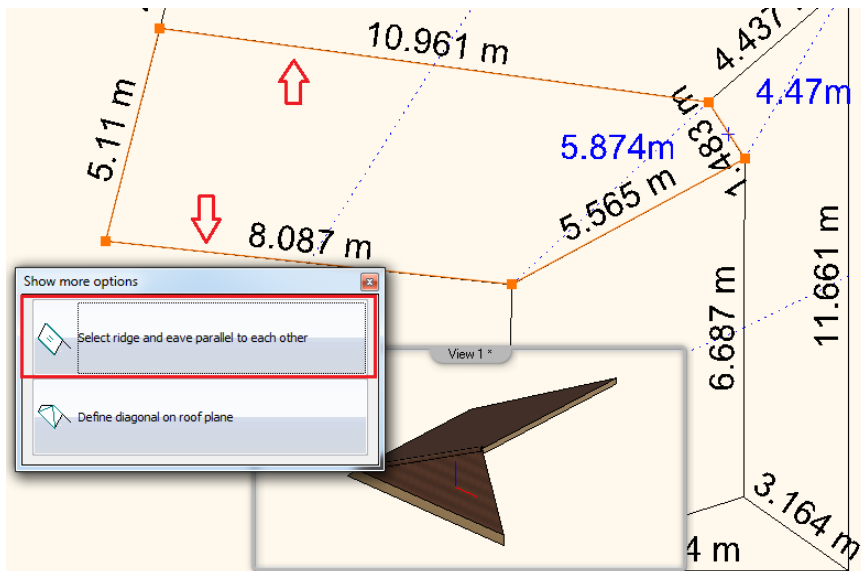 10.961 m
4.437
4.47m
5.11 m
1.483 m
5.874m
5.565 m
8.087 m
Show more options
Select ridge and eave parallel to each other
Define diagonal on roof plane
View 1 *
6.687 m
11.661 m
3.164 m
4 m